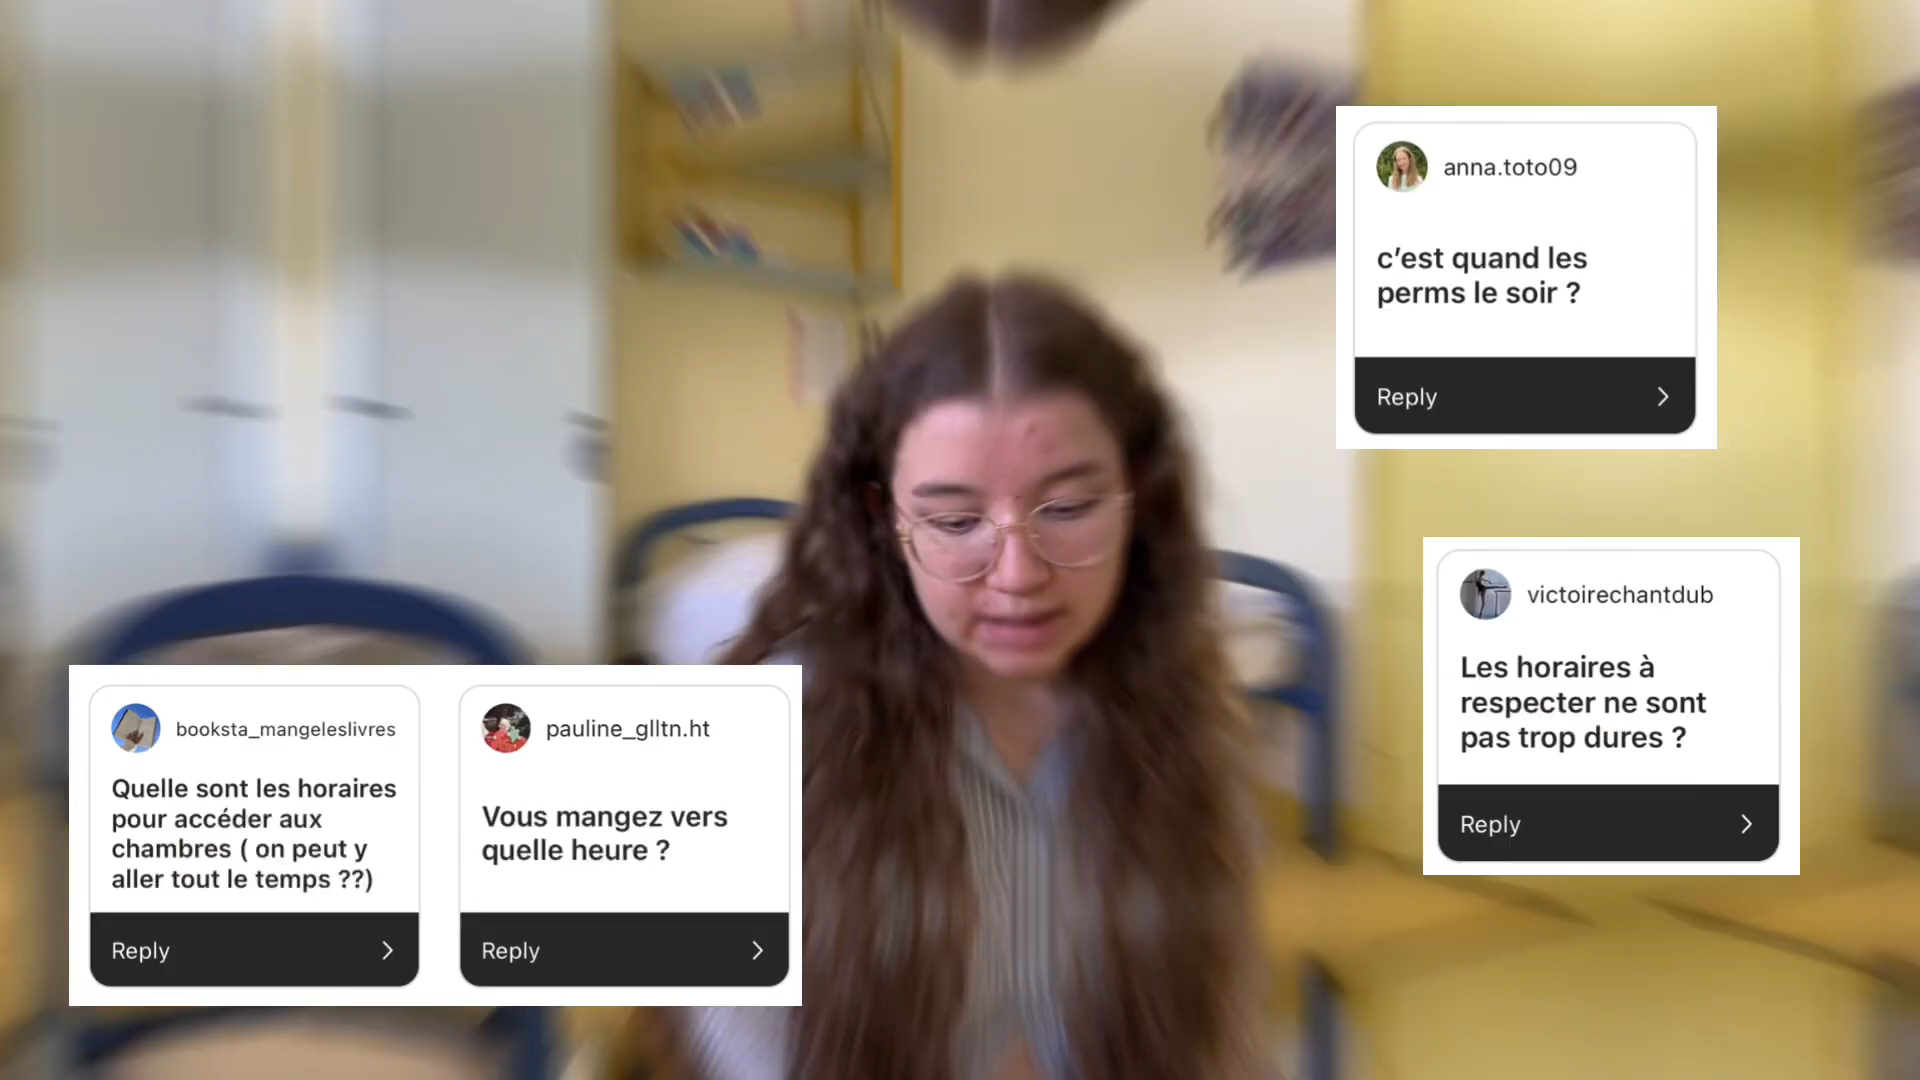 anna.toto09
c’est quand les
perms le soir ?
Reply
victoirechantdub
Les horaires à
respecter ne sont
pas trop dures ?
Reply
booksta_mangeleslivres
Quelle sont les horaires
pour accéder aux
chambres ( on peut y
aller tout le temps ??)
Reply
pauline_glltn.ht
Vous mangez vers
quelle heure ?
Reply